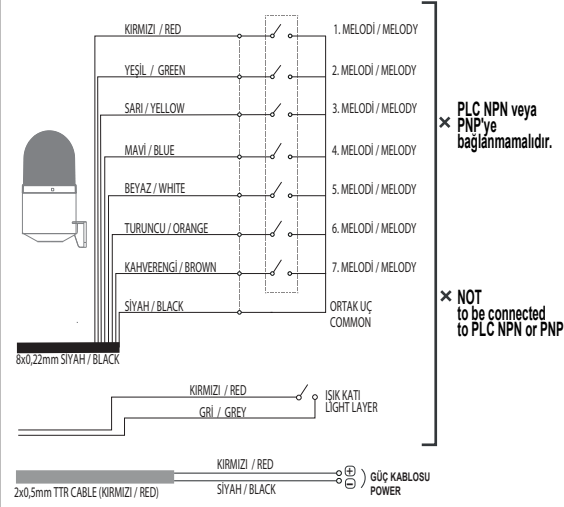 KIRMIZI / RED
1. MELODİ / MELODY
YEŞİL / GREEN
2. MELODİ / MELODY
SARI / YELLOW
3. MELODİ / MELODY
MAVİ / BLUE
4. MELODİ / MELODY
BEYAZ / WHITE
5. MELODİ / MELODY
TURUNCU / ORANGE
6. MELODİ / MELODY
KAHVERENGİ / BROWN
7. MELODİ / MELODY
SİYAH / BLACK
ORTAK UÇ
COMMON
8x0,22mm SIYAH / BLACK
× PLC NPN veya
PNP'ye
bağlanmamalıdır.
× NOT
to be connected
to PLC NPN or PNP
KIRMIZI / RED
IŞIK KATI
LIGHT LAYER
GRİ / GREY
KIRMIZI / RED
+
GÜÇ KABLOSU
POWER
−
SİYAH / BLACK
2x0,5mm TTR CABLE (KIRMIZI / RED)